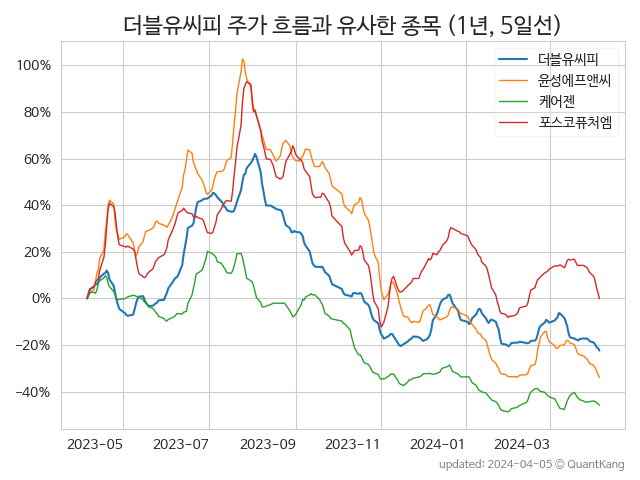 더블유씨피 주가 흐름과 유사한 종목 (1년, 5일선)
더블유씨피
윤성에프앤씨
케어젠
포스코퓨처엠
100%
80%
60%
40%
20%
0%
−20%
−40%
2023-05 2023-07 2023-09 2023-11 2024-01 2024-03
updated: 2024-04-05 © QuantKang